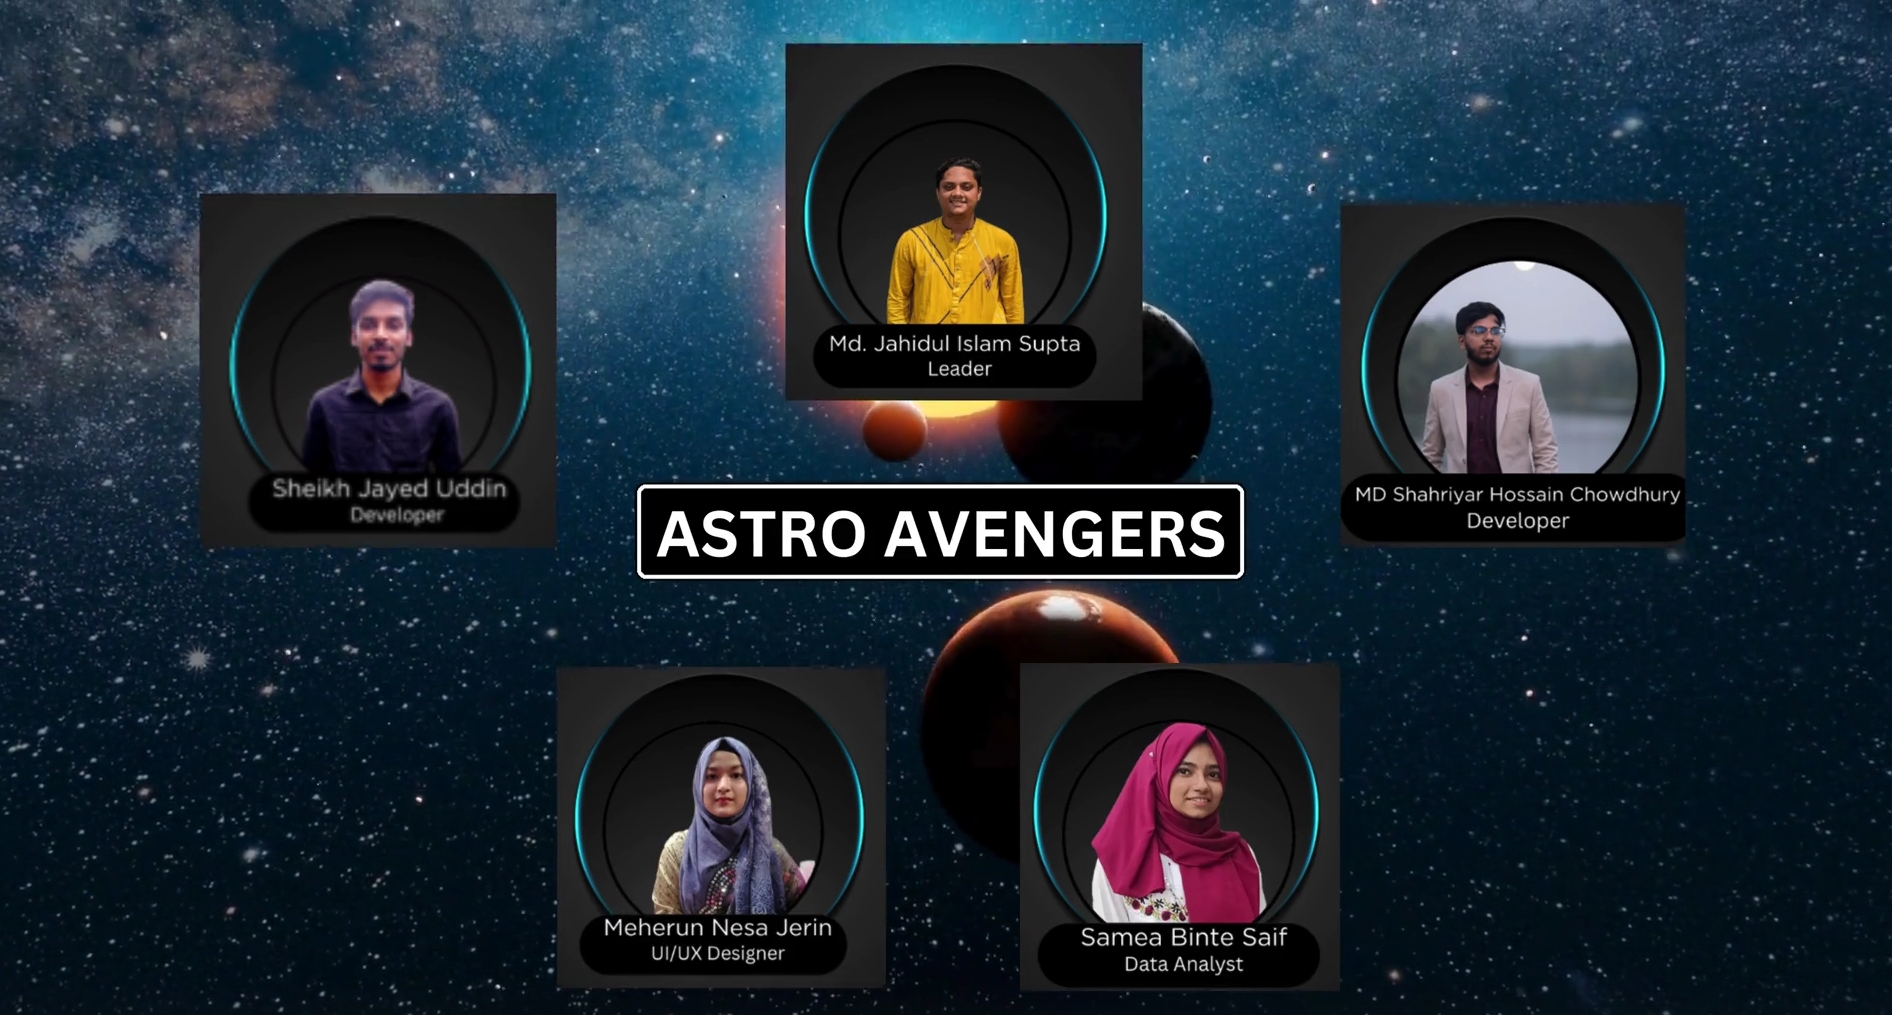 Md. Jahidul Islam Supta
Leader
Sheikh Jayed Uddin
Developer
MD Shahriyar Hossain Chowdhury
Developer
ASTRO AVENGERS
Meherun Nesa Jerin
UI/UX Designer
Samea Binte Saif
Data Analyst